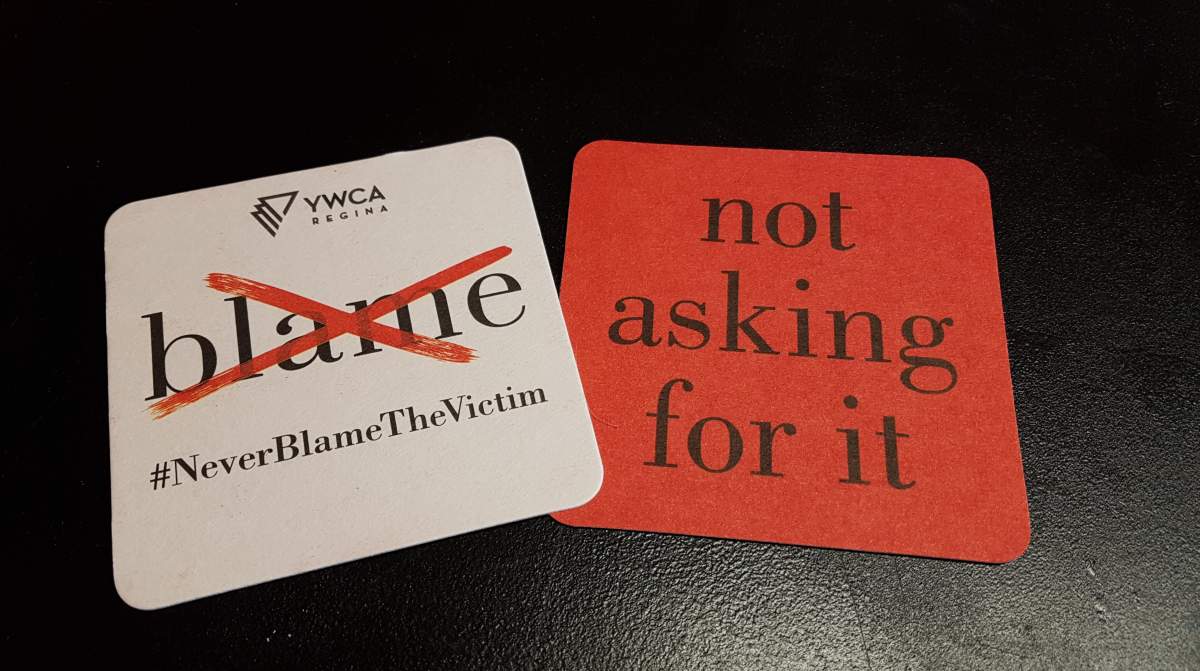 YWCA
REGINA
blame
#NeverBlameTheVictim
not
asking
for it